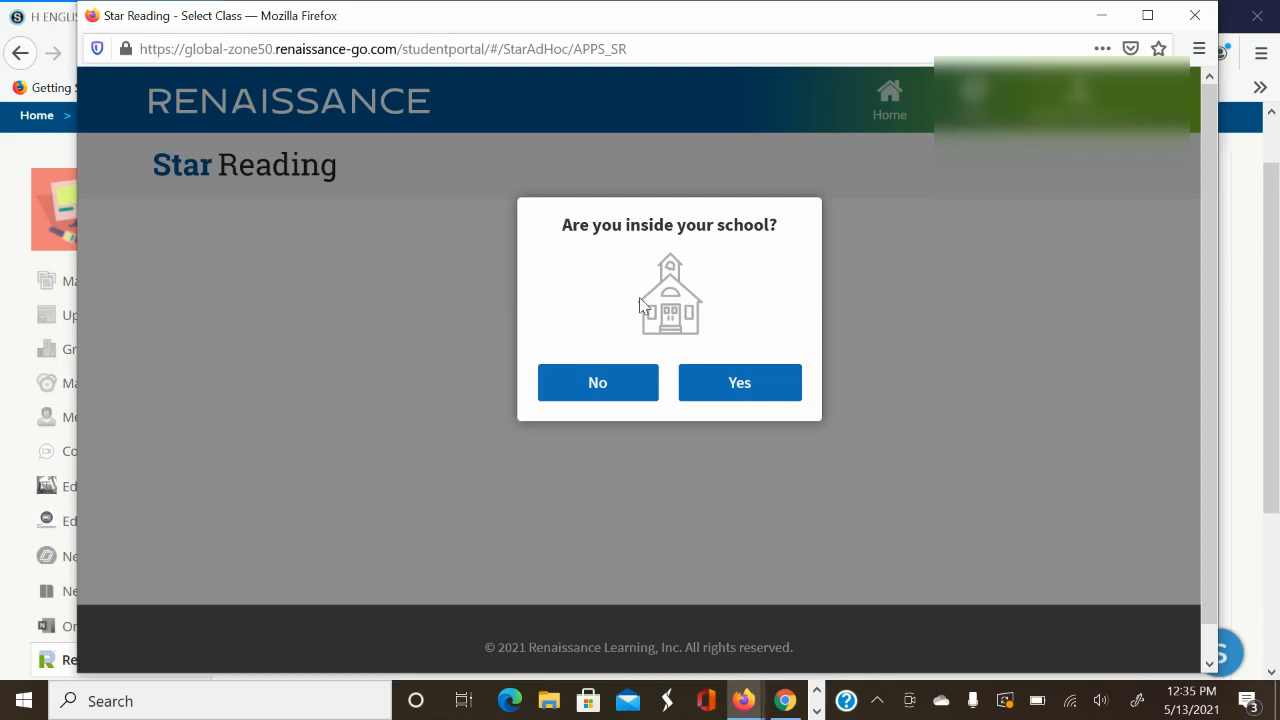 H ENGLIS
Star Reading - Select Class — Mozilla Firefox
https://global-zone50.renaissance-go.com/studentportal/#/StarAdHoc/APPS_SR
Getting S
Home >
RENAISSANCE
Home
Star Reading
Are you inside your school?
No Yes
Ma
Up
Gr
Ma
Me
Co
Ed
Ed
Ne
Ne
On
Re
© 2021 Renaissance Learning, Inc. All rights reserved.
Search
12:35 PM
5/13/2021
3